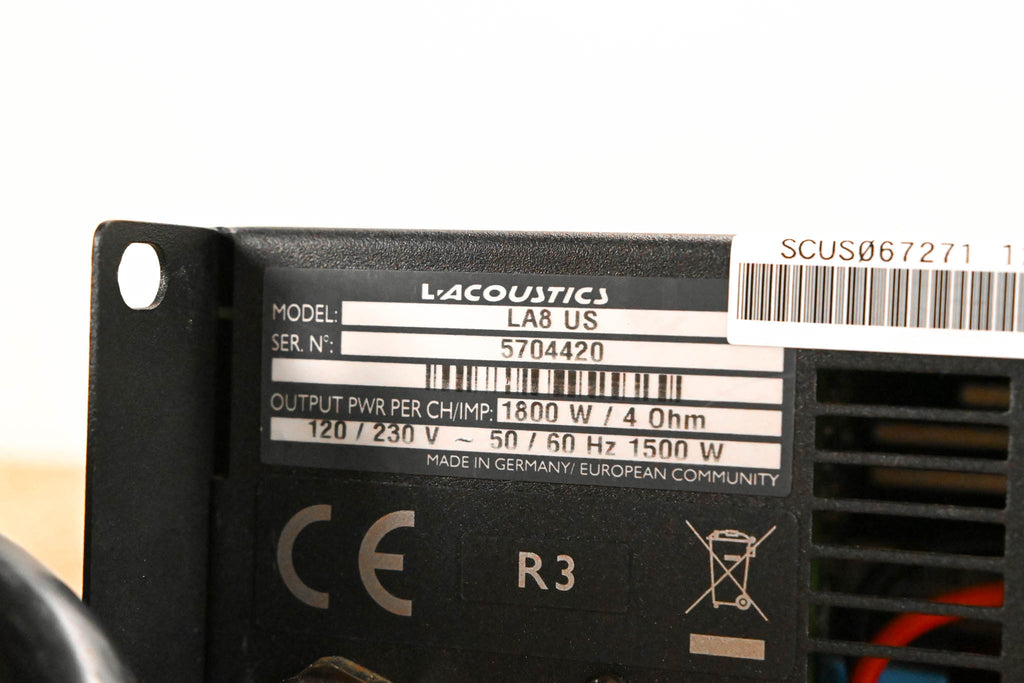 SCUSØ67271 1
L-ACOUSTICS
MODEL: LA8 US
SER. N°: 5704420
OUTPUT PWR PER CH/IMP: 1800 W / 4 Ohm
120 / 230 V ~ 50 / 60 Hz 1500 W
MADE IN GERMANY/ EUROPEAN COMMUNITY
CE
R3